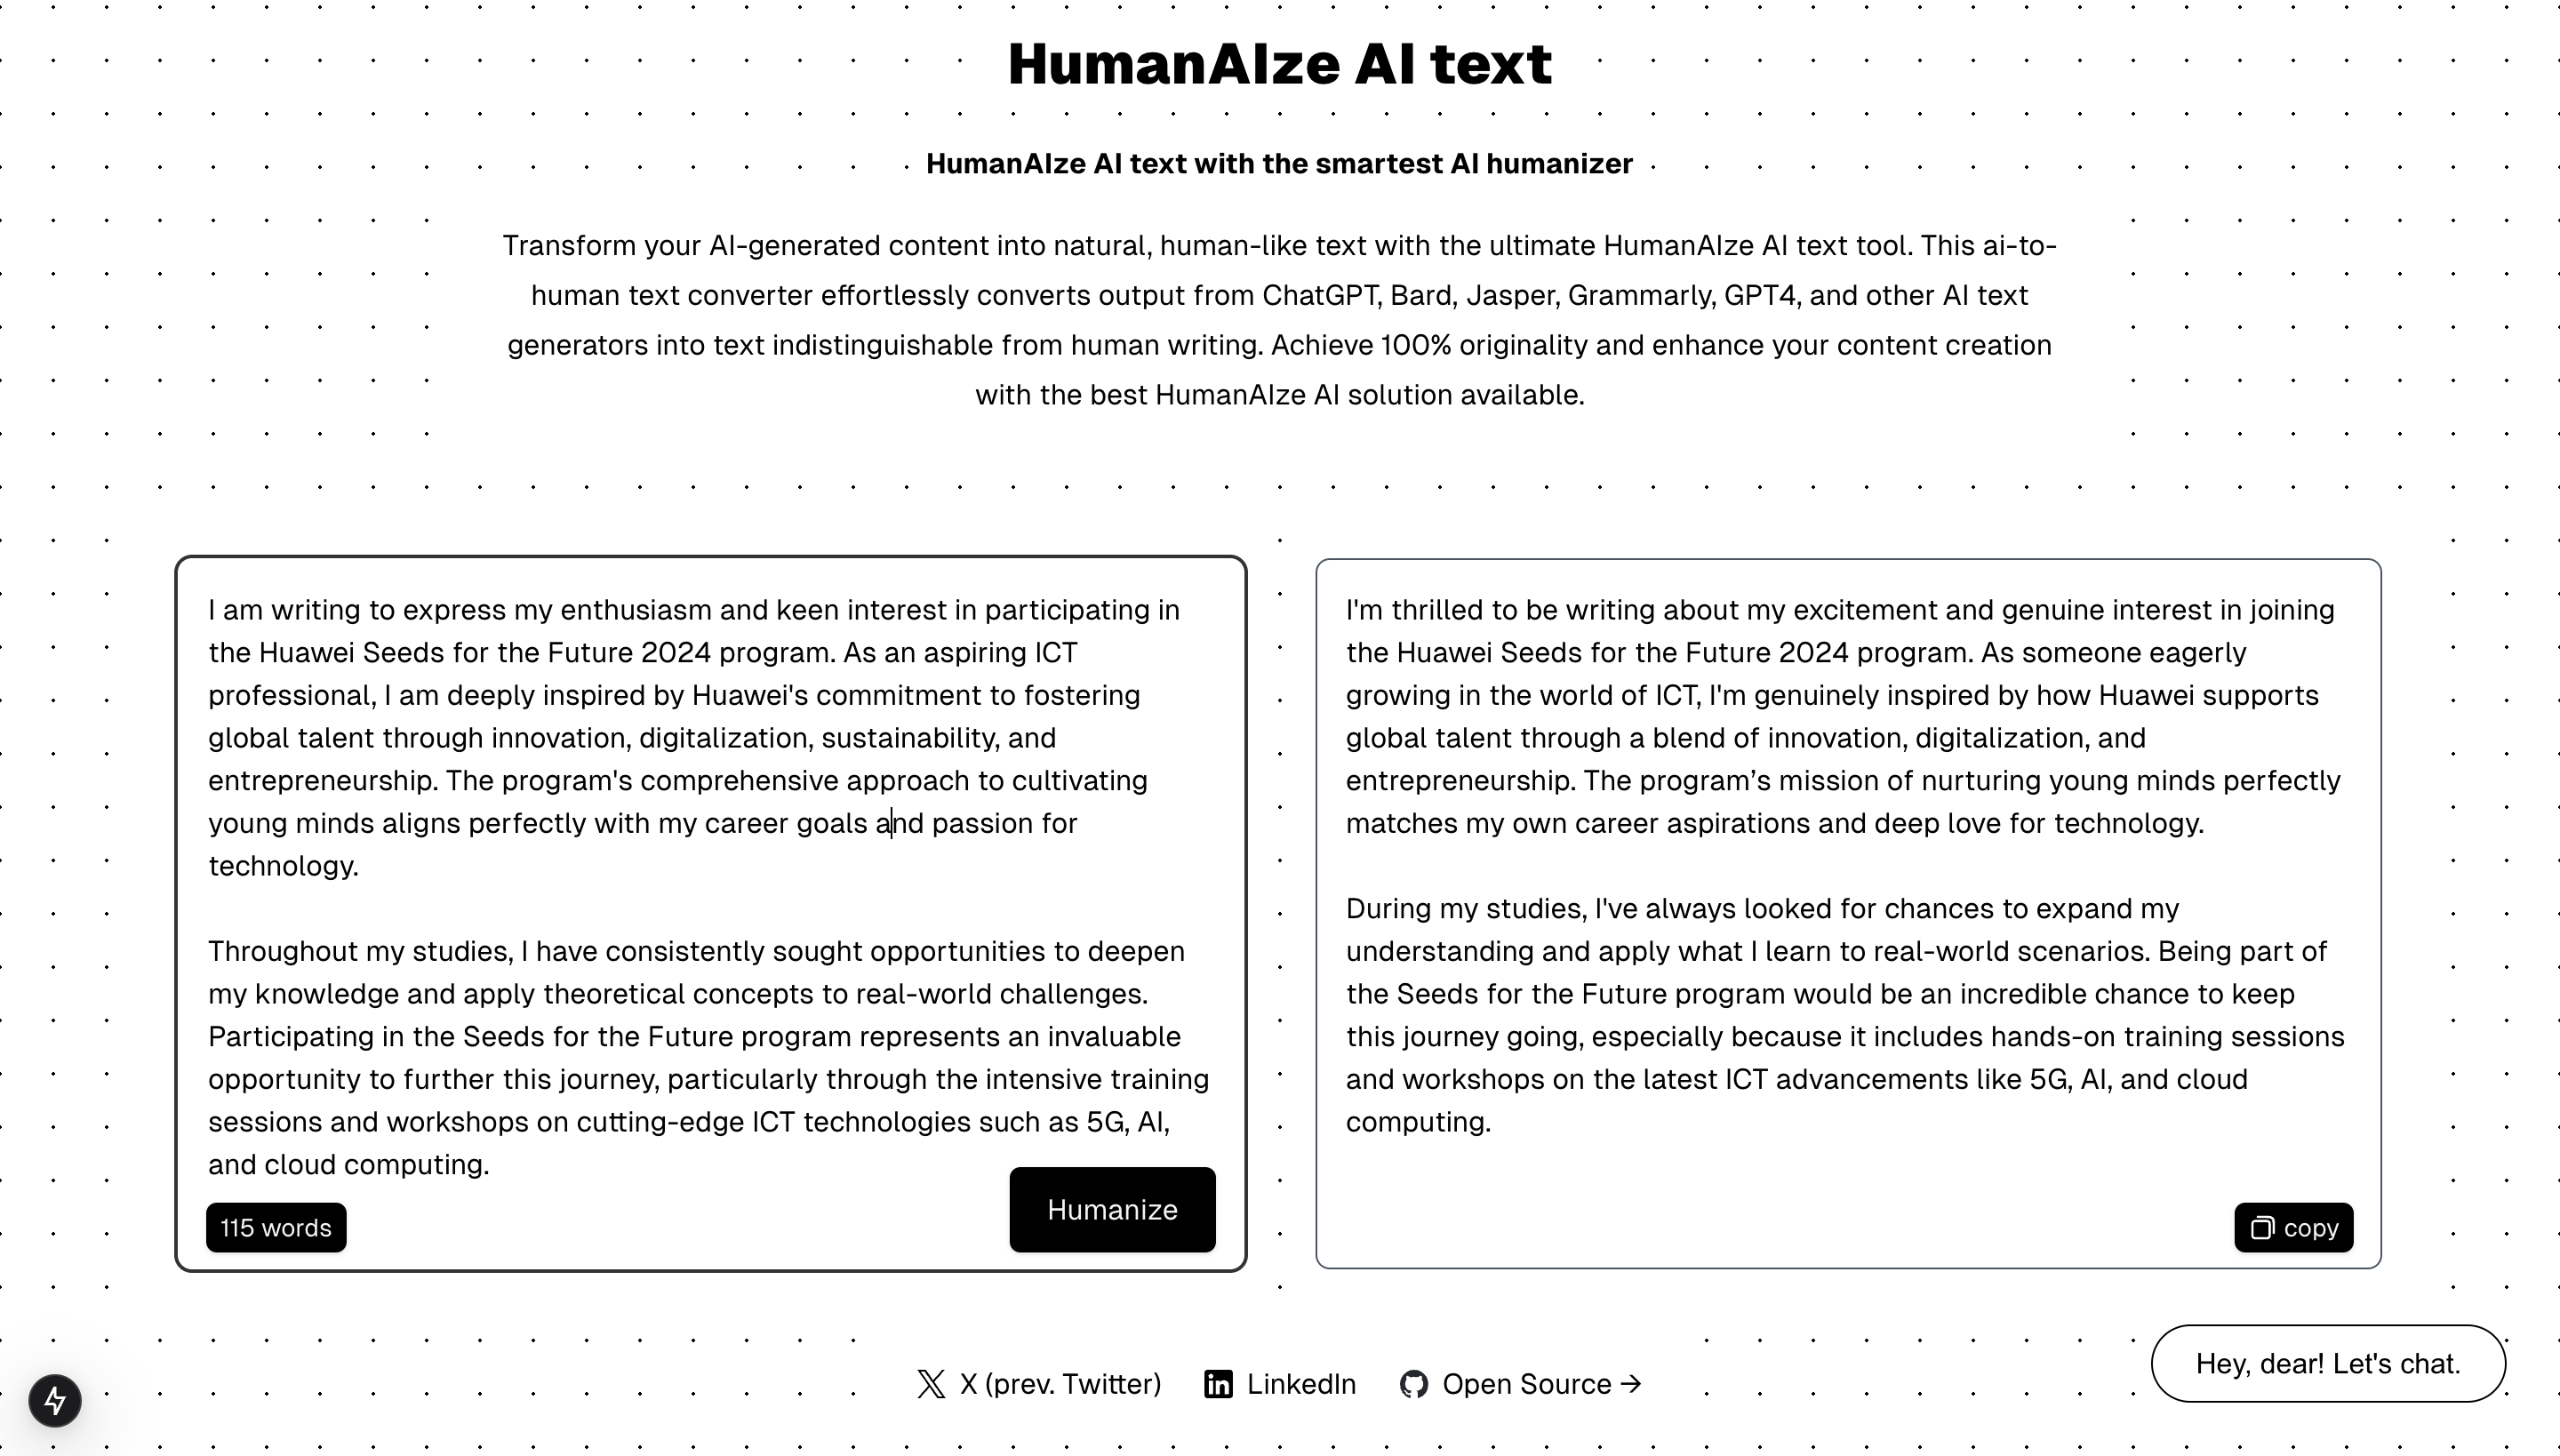 HumanAIze AI text
HumanAIze AI text with the smartest AI humanizer
Transform your AI-generated content into natural, human-like text with the ultimate HumanAIze AI text tool. This ai-to-
human text converter effortlessly converts output from ChatGPT, Bard, Jasper, Grammarly, GPT4, and other AI text
generators into text indistinguishable from human writing. Achieve 100% originality and enhance your content creation
with the best HumanAIze AI solution available.
I am writing to express my enthusiasm and keen interest in participating in
the Huawei Seeds for the Future 2024 program. As an aspiring ICT
professional, I am deeply inspired by Huawei's commitment to fostering
global talent through innovation, digitalization, sustainability, and
entrepreneurship. The program's comprehensive approach to cultivating
young minds aligns perfectly with my career goals and passion for
technology.
Throughout my studies, I have consistently sought opportunities to deepen
my knowledge and apply theoretical concepts to real-world challenges.
Participating in the Seeds for the Future program represents an invaluable
opportunity to further this journey, particularly through the intensive training
sessions and workshops on cutting-edge ICT technologies such as 5G, AI,
and cloud computing.
115 words
Humanize
I'm thrilled to be writing about my excitement and genuine interest in joining
the Huawei Seeds for the Future 2024 program. As someone eagerly
growing in the world of ICT, I'm genuinely inspired by how Huawei supports
global talent through a blend of innovation, digitalization, and
entrepreneurship. The program’s mission of nurturing young minds perfectly
matches my own career aspirations and deep love for technology.
During my studies, I've always looked for chances to expand my
understanding and apply what I learn to real-world scenarios. Being part of
the Seeds for the Future program would be an incredible chance to keep
this journey going, especially because it includes hands-on training sessions
and workshops on the latest ICT advancements like 5G, AI, and cloud
computing.
copy
X (prev. Twitter)
LinkedIn
Open Source →
Hey, dear! Let's chat.